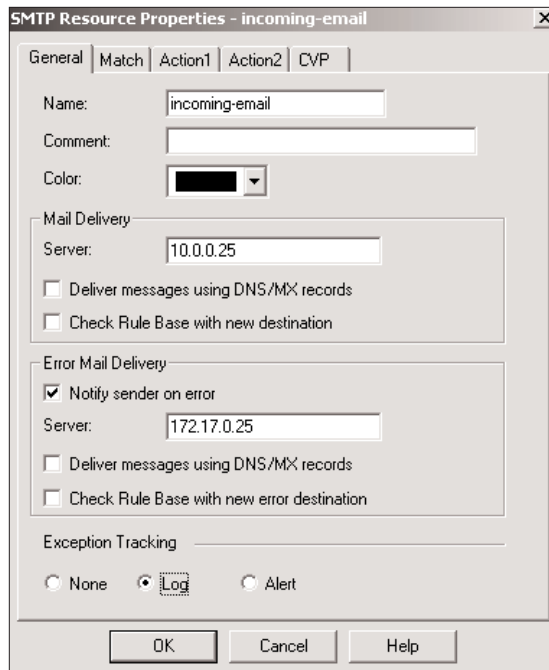 SMTP Resource Properties - incoming-email
General Match Action1 Action2 CVP
Name: incoming-email
Comment:
Color:
Mail Delivery
Server: 10.0.0.25
Deliver messages using DNS/MX records
Check Rule Base with new destination
Error Mail Delivery
Notify sender on error
Server: 172.17.0.25
Deliver messages using DNS/MX records
Check Rule Base with new error destination
Exception Tracking
None Log Alert
OK Cancel Help